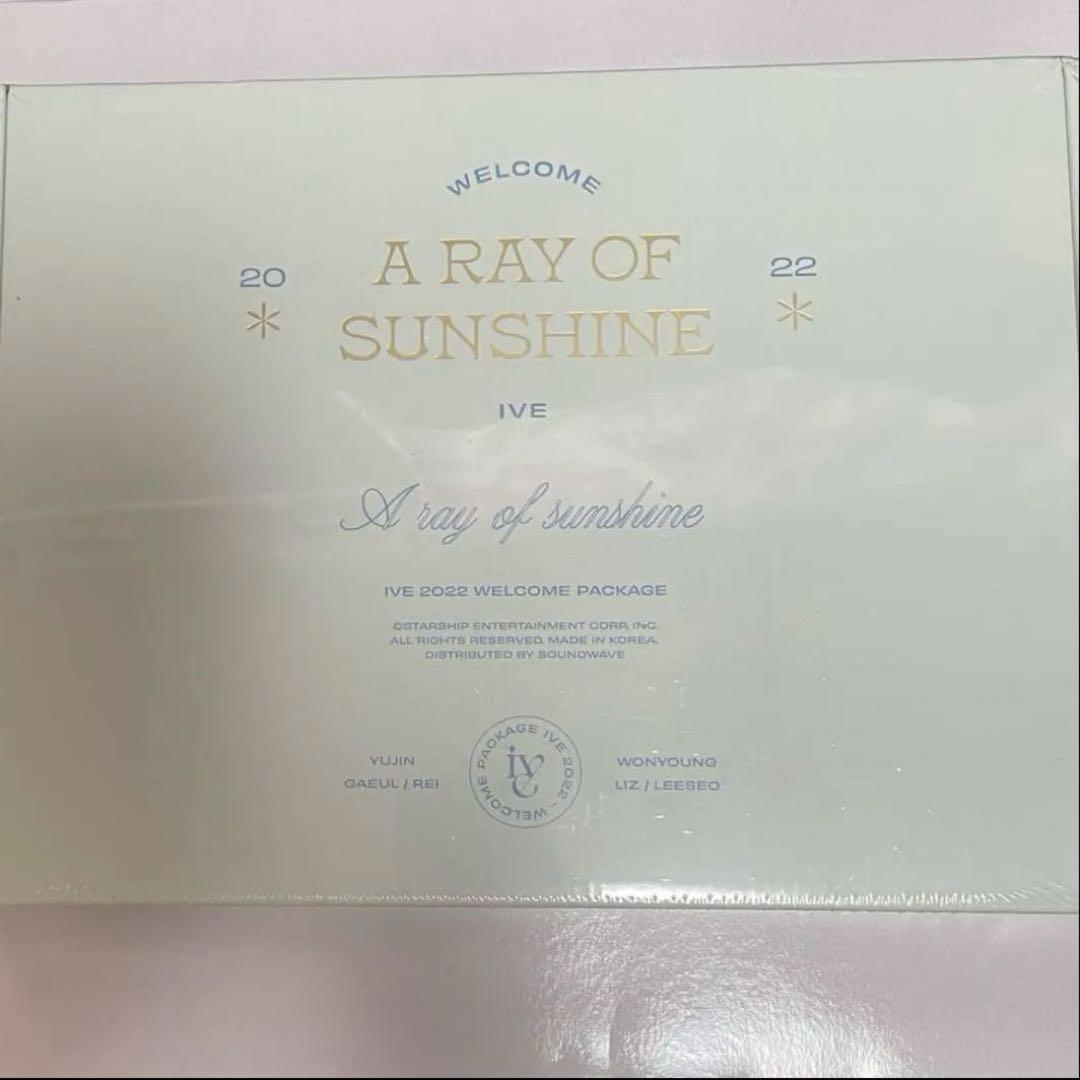 WELCOME
20 A RAY OF 22
* SUNSHINE *
IVE
A ray of sunshine
IVE 2022 WELCOME PACKAGE
©STARSHIP ENTERTAINMENT CORP, INC.
ALL RIGHTS RESERVED. MADE IN KOREA.
DISTRIBUTED BY SOUNDWAVE
YUJIN
GAEUL / REI
WELCOME PACKAGE IVE 2022 -
ive
WONYOUNG
LIZ / LEESEO